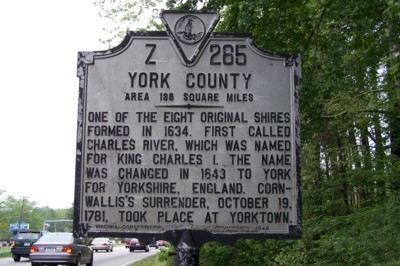 Z 265
YORK COUNTY
AREA 136 SQUARE MILES
ONE OF THE EIGHT ORIGINAL SHIRES
FORMED IN 1634. FIRST CALLED
CHARLES RIVER, WHICH WAS NAMED
FOR KING CHARLES I. THE NAME
WAS CHANGED IN 1643 TO YORK
FOR YORKSHIRE, ENGLAND. CORN-
WALLIS'S SURRENDER, OCTOBER 19,
1781, TOOK PLACE AT YORKTOWN.